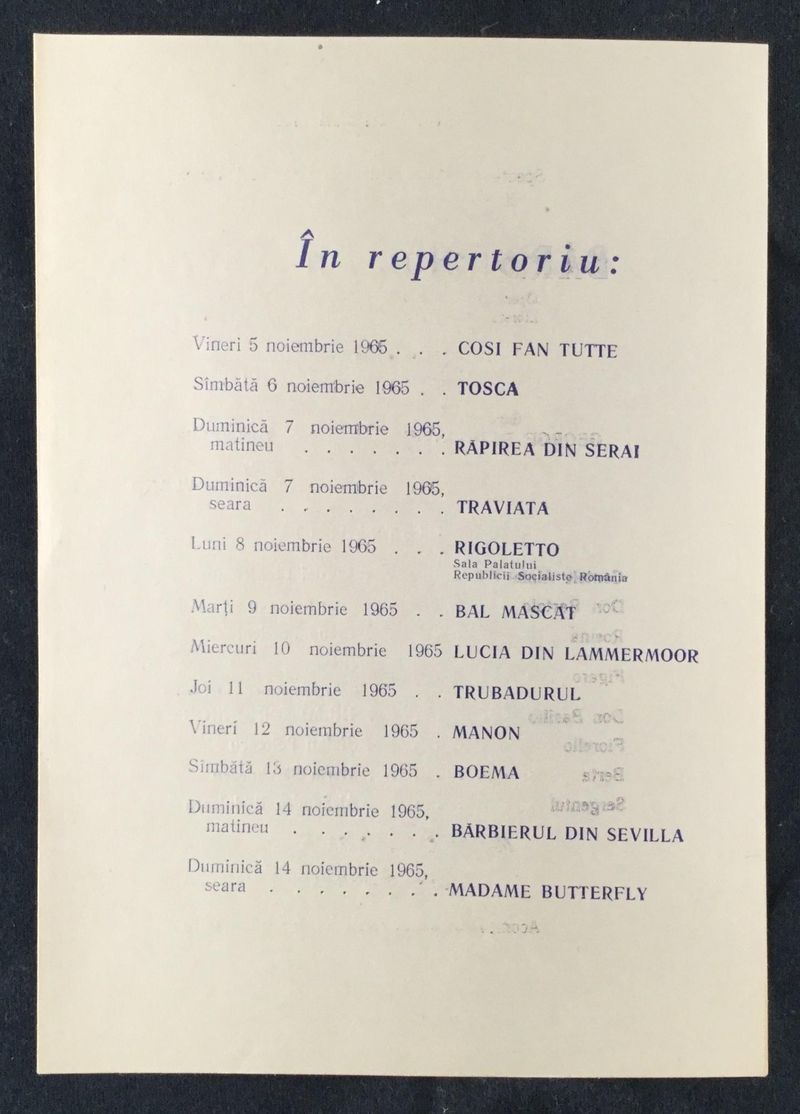 În repertoriu:
Vineri 5 noiembrie 1965 . . . COSI FAN TUTTE
Sîmbătă 6 noiembrie 1965 . . TOSCA
Duminică 7 noiembrie 1965,
matineu . . . . . . . RĂPIREA DIN SERAI
Duminică 7 noiembrie 1965,
seara . . . . . . . . TRAVIATA
Luni 8 noiembrie 1965 . . . RIGOLETTO
Sala Palatului
Republicii Socialiste România
Marți 9 noiembrie 1965 . . BAL MASCAT
Miercuri 10 noiembrie 1965 LUCIA DIN LAMMERMOOR
Joi 11 noiembrie 1965 . . TRUBADURUL
Vineri 12 noiembrie 1965 . MANON
Sîmbătă 13 noiembrie 1965 . BOEMA
Duminică 14 noiembrie 1965,
matineu . . . . . . . BĂRBIERUL DIN SEVILLA
Duminică 14 noiembrie 1965,
seara . . . . . . . . MADAME BUTTERFLY